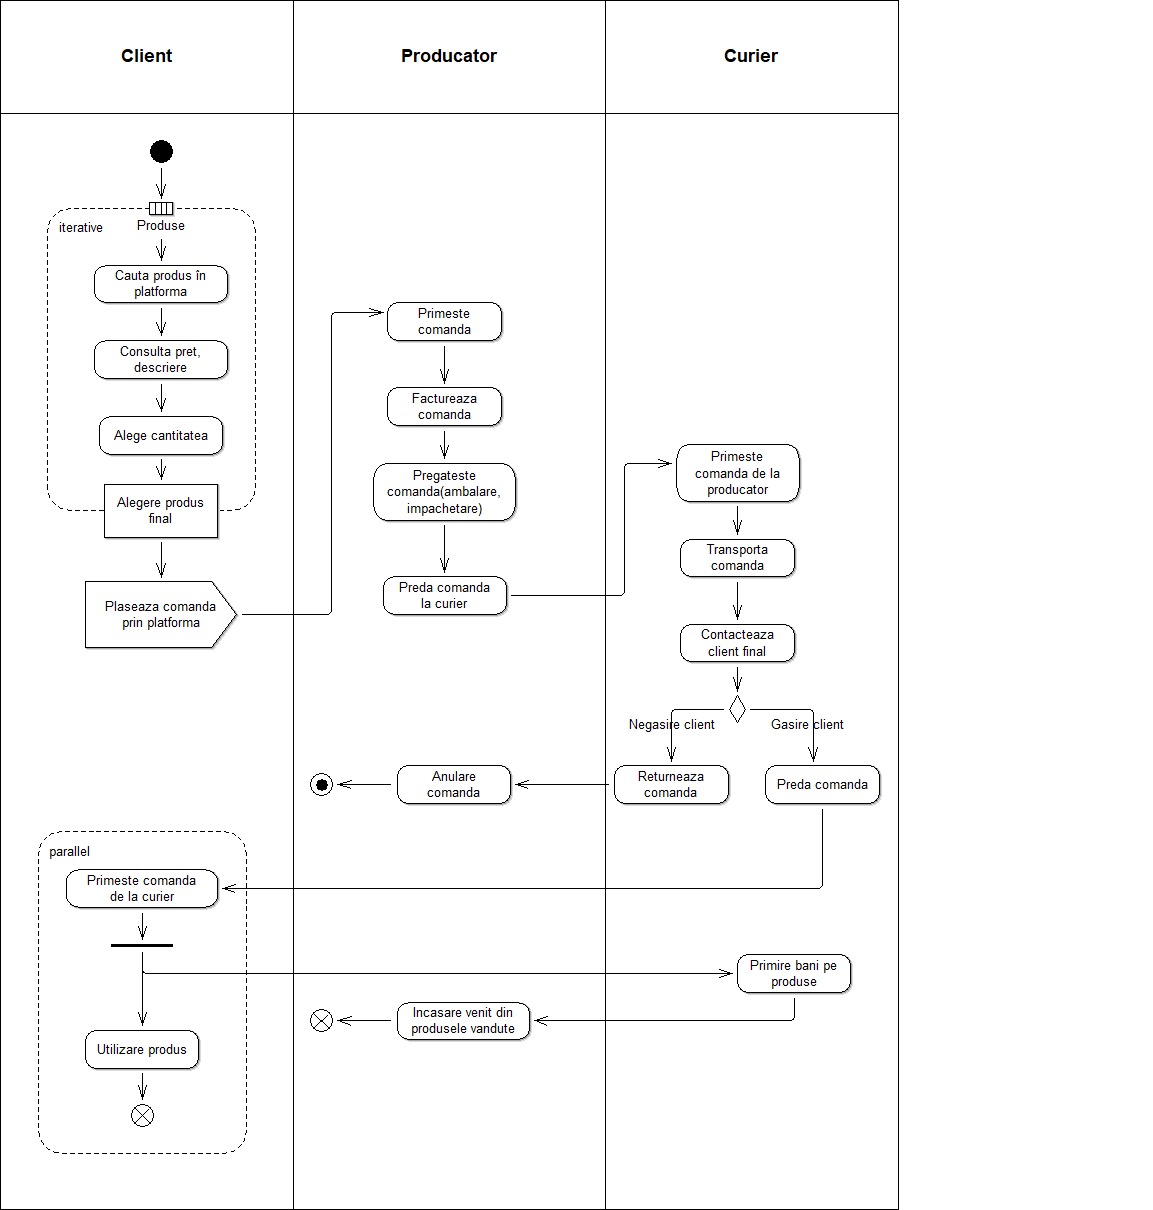 Client
Producator
Curier
iterative
Produse
Cauta produs în
platforma
Consulta pret,
descriere
Alege cantitatea
Alegere produs
final
Plaseaza comanda
prin platforma
Primeste
comanda
Factureaza
comanda
Pregateste
comanda(ambalare,
impachetare)
Preda comanda
la curier
Primeste
comanda de la
producator
Transporta
comanda
Contacteaza
client final
Negasire client
Gasire client
Returneaza
comanda
Preda comanda
Anulare
comanda
parallel
Primeste comanda
de la curier
Primire bani pe
produse
Incasare venit din
produsele vandute
Utilizare produs